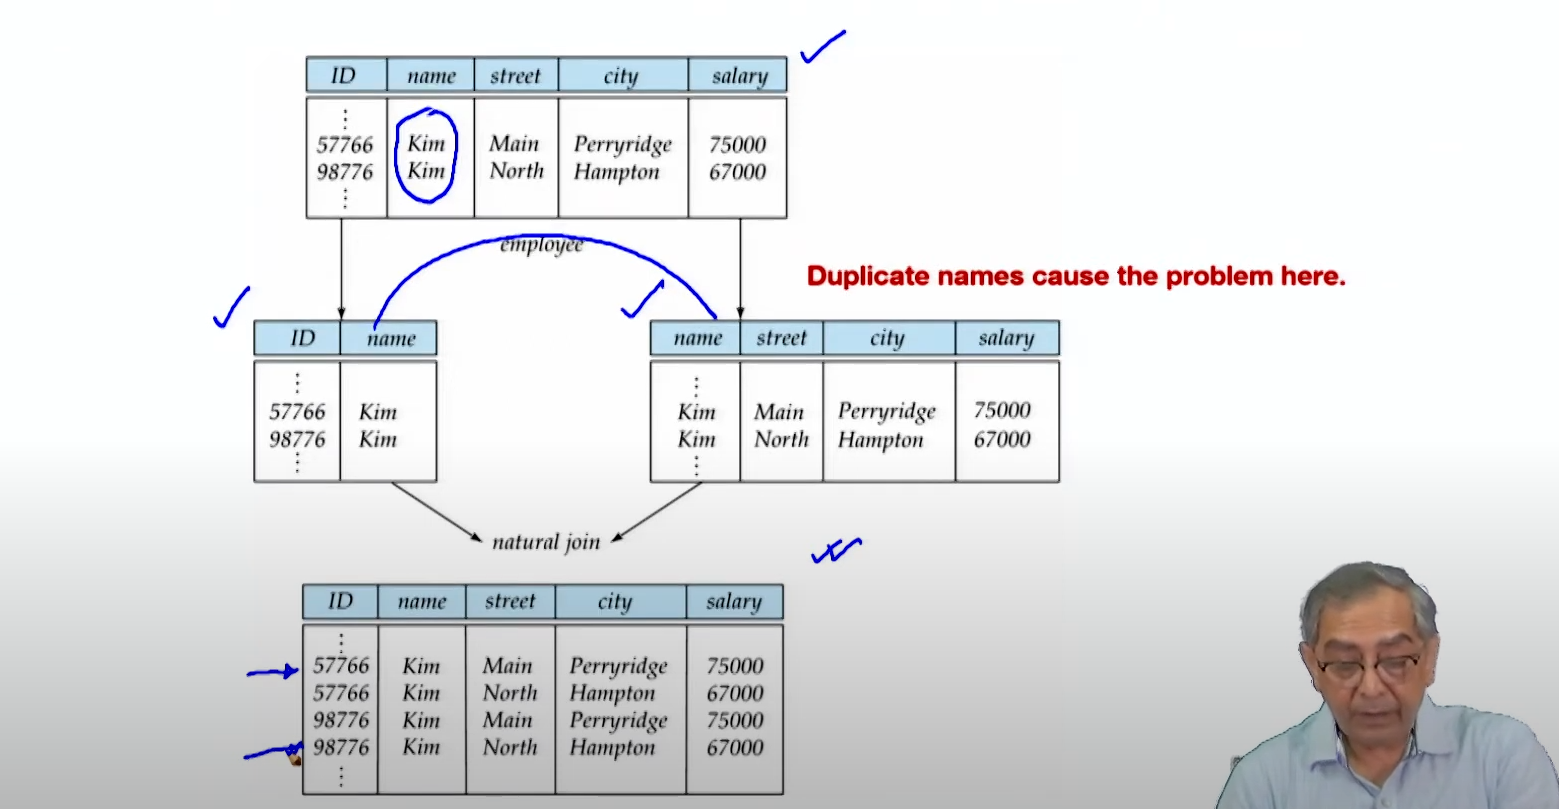 ID name street city salary
57766 Kim Main Perryridge 75000
98776 Kim North Hampton 67000
employee
Duplicate names cause the problem here.
ID name
57766 Kim
98776 Kim
name street city salary
Kim Main Perryridge 75000
Kim North Hampton 67000
natural join
ID name street city salary
57766 Kim Main Perryridge 75000
57766 Kim North Hampton 67000
98776 Kim Main Perryridge 75000
98776 Kim North Hampton 67000